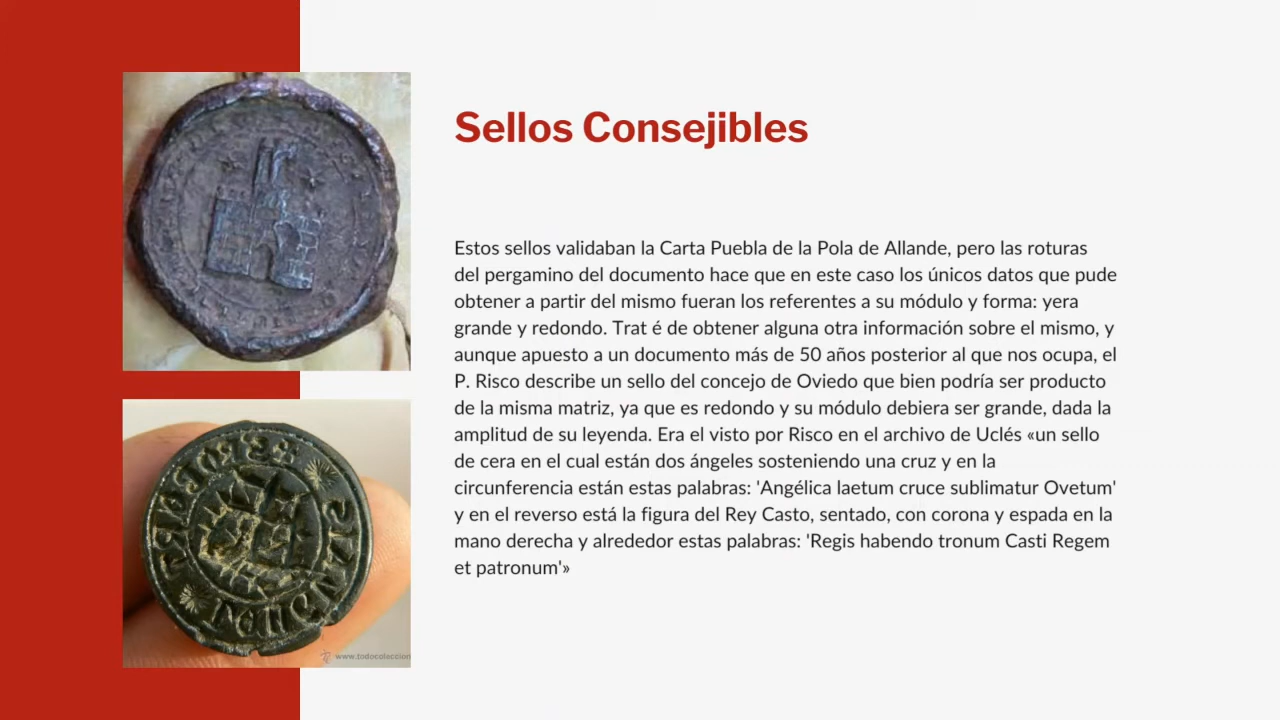 Sellos Consejibles
Estos sellos validaban la Carta Puebla de la Pola de Allande, pero las roturas
del pergamino del documento hace que en este caso los únicos datos que pude
obtener a partir del mismo fueran los referentes a su módulo y forma: yera
grande y redondo. Trat é de obtener alguna otra información sobre el mismo, y
aunque apuesto a un documento más de 50 años posterior al que nos ocupa, el
P. Risco describe un sello del concejo de Oviedo que bien podría ser producto
de la misma matriz, ya que es redondo y su módulo debiera ser grande, dada la
amplitud de su leyenda. Era el visto por Risco en el archivo de Uclés «un sello
de cera en el cual están dos ángeles sosteniendo una cruz y en la
circunferencia están estas palabras: 'Angélica laetum cruce sublimatur Ovetum'
y en el reverso está la figura del Rey Casto, sentado, con corona y espada en la
mano derecha y alrededor estas palabras: 'Regis habendo tronum Casti Regem
et patronum'»
www.todocoleccion